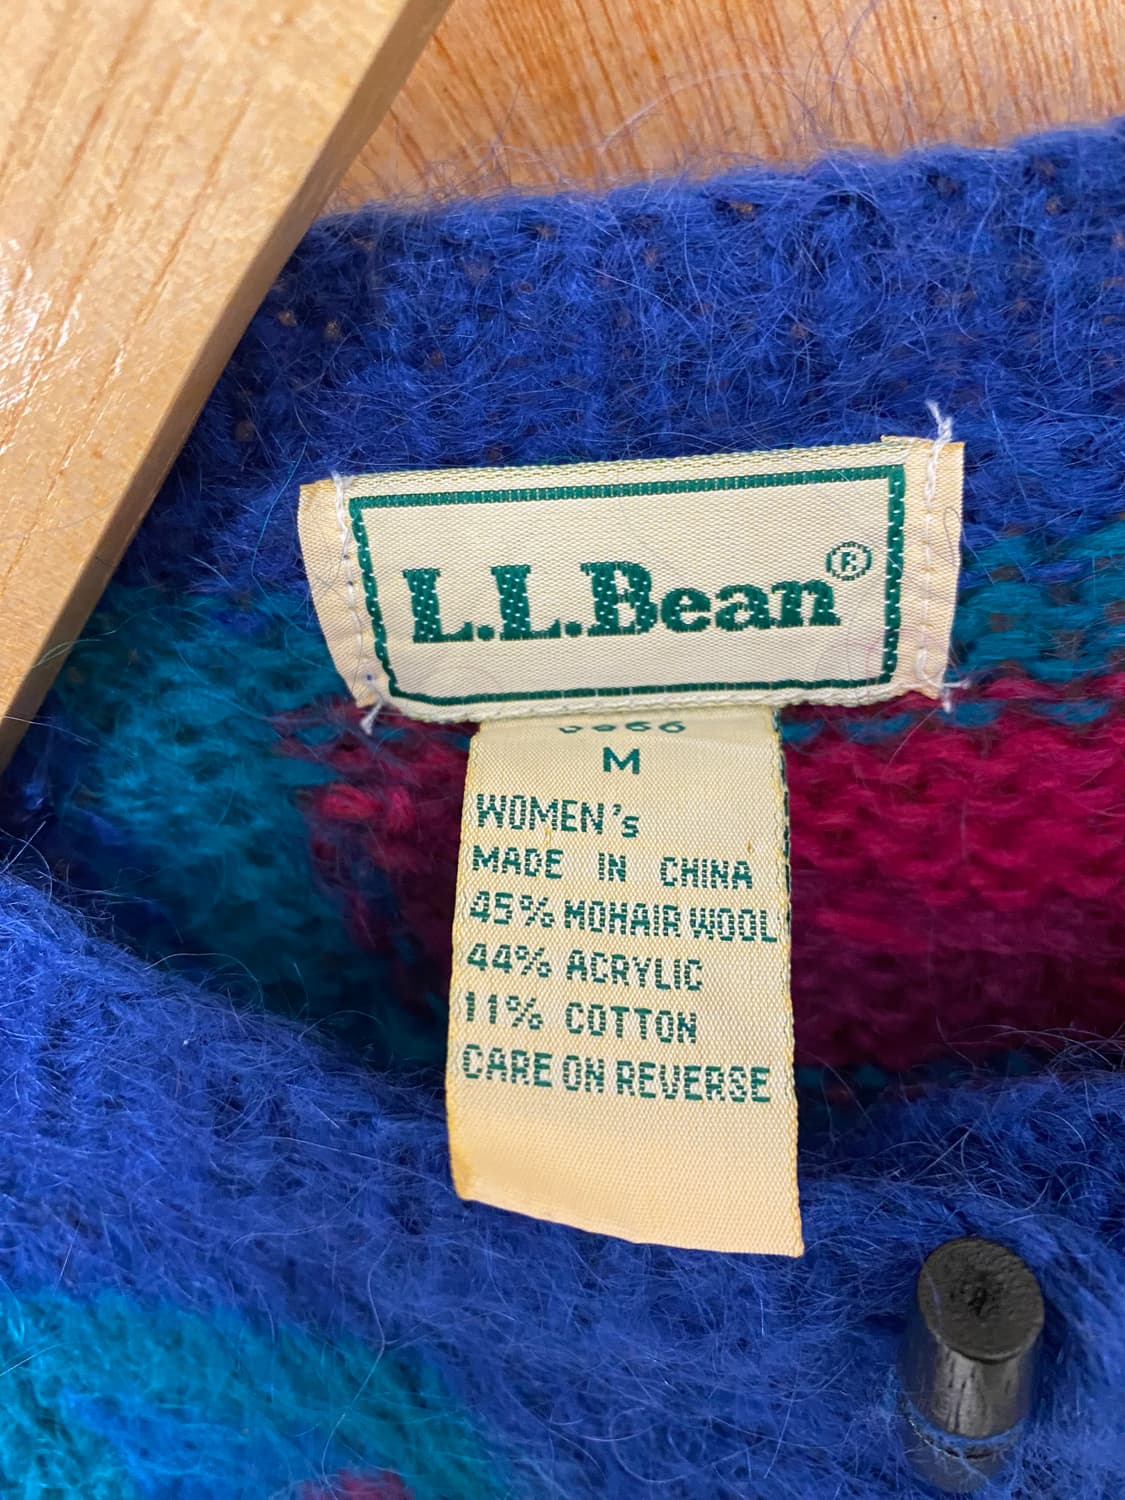 L.L.Bean®
M
WOMEN's
MADE IN CHINA
45% MOHAIR WOOL
44% ACRYLIC
11% COTTON
CARE ON REVERSE